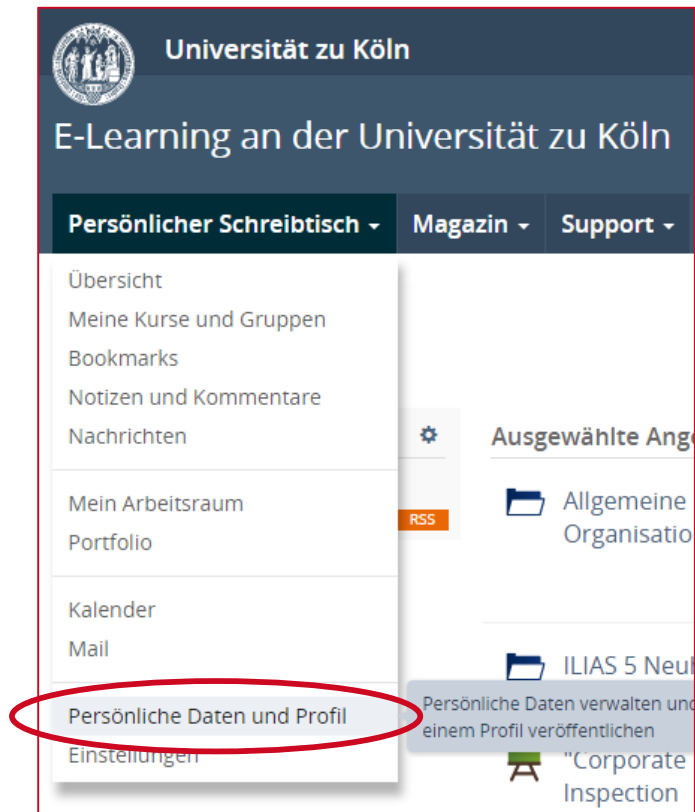 Universität zu Köln
E-Learning an der Universität zu Köln
Persönlicher Schreibtisch Magazin Support
Übersicht
Meine Kurse und Gruppen
Bookmarks
Notizen und Kommentare
Nachrichten
Ausgewählte Ang
Mein Arbeitsraum
Allgemeine
RSS
Organisatio
Portfolio
Kalender
Mail
ILIAS 5 Neu
Persönliche Daten und Profil
Persönliche Daten verwalten und
einem Profil veröffentlichen
Einstellungen
"Corporate
Inspection